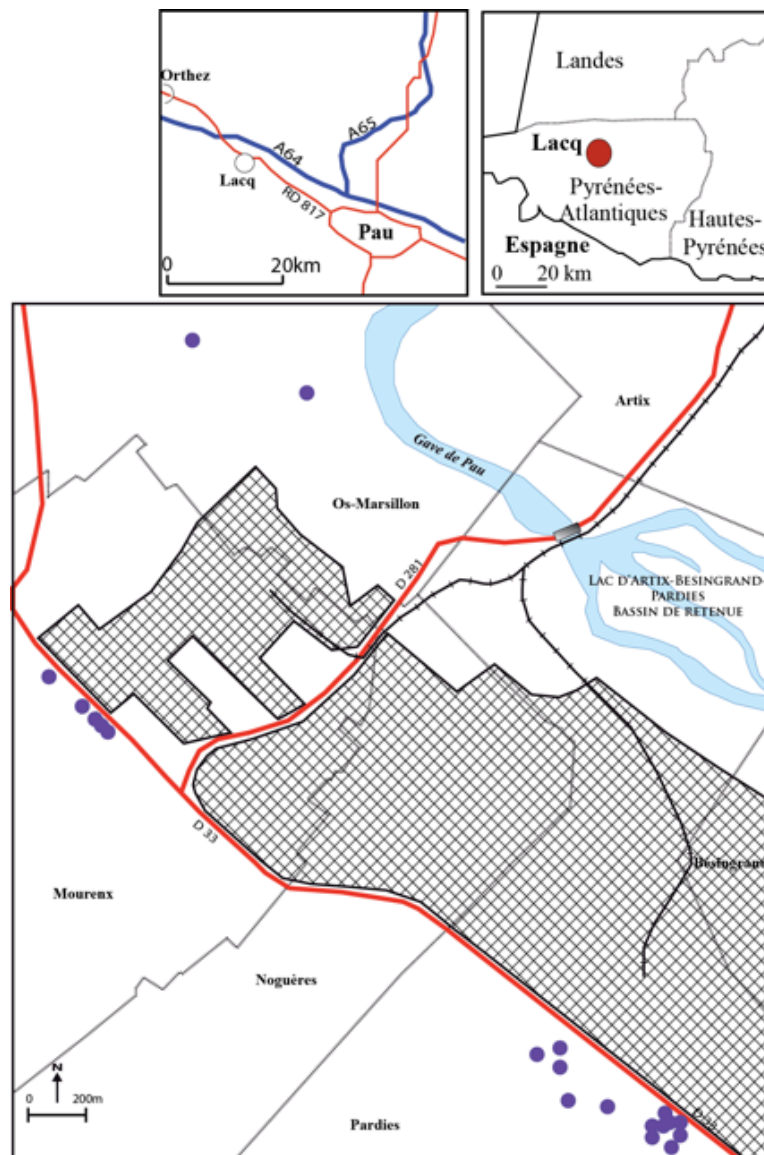 Orthez
A65
A64
Lacq
RD 817
Pau
0 20km
Landes
Lacq
Pyrénées-
Atlantiques
Hautes-
Pyrénées
Espagne
0 20 km
Artix
Gave de Pau
Os-Marsillon
D 281
LAC D'ARTIX-BESINGRAND-
PARDIES
BASSIN DE RETENUE
D 33
Bésingrand
Mourenx
Noguères
N
0 200m
D 33
Pardies